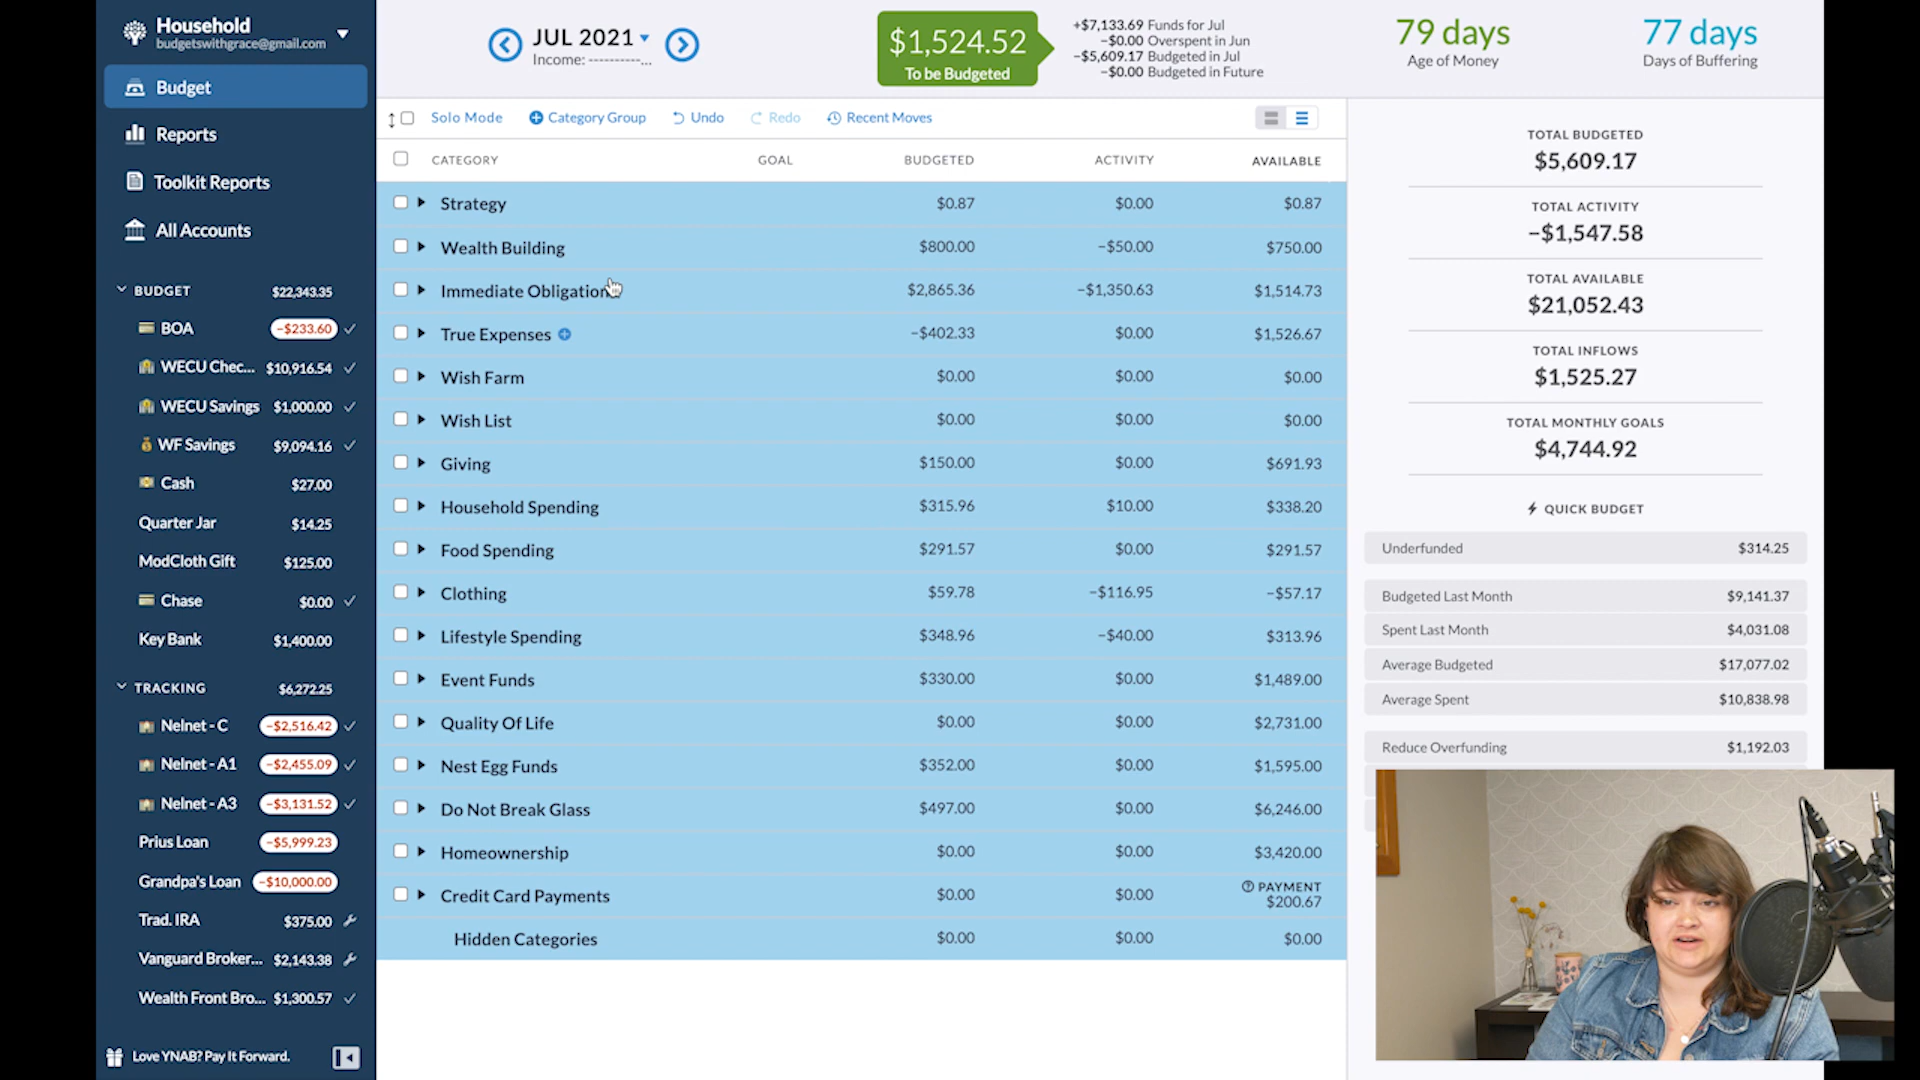 Household
budgetswithgrace@gmail.com
Budget
Reports
Toolkit Reports
All Accounts
BUDGET $22,343.35
BOA −$233.60
WECU Chec... $10,916.54
WECU Savings $1,000.00
WF Savings $9,094.16
Cash $27.00
Quarter Jar $14.25
ModCloth Gift $125.00
Chase $0.00
Key Bank $1,400.00
TRACKING $6,272.25
Nelnet - C −$2,516.42
Nelnet - A1 −$2,455.09
Nelnet - A3 −$3,131.52
Prius Loan −$5,999.23
Grandpa's Loan −$10,000.00
Trad. IRA $375.00
Vanguard Broker... $2,143.38
Wealth Front Bro... $1,300.57
Love YNAB? Pay It Forward.
JUL 2021
Income: ----------...
$1,524.52
To be Budgeted
+$7,133.69 Funds for Jul
−$0.00 Overspent in Jun
−$5,609.17 Budgeted in Jul
−$0.00 Budgeted in Future
79 days
Age of Money
77 days
Days of Buffering
Solo Mode Category Group Undo Redo Recent Moves
CATEGORY GOAL BUDGETED ACTIVITY AVAILABLE
Strategy $0.87 $0.00 $0.87
Wealth Building $800.00 −$50.00 $750.00
Immediate Obligations $2,865.36 −$1,350.63 $1,514.73
True Expenses −$402.33 $0.00 $1,526.67
Wish Farm $0.00 $0.00 $0.00
Wish List $0.00 $0.00 $0.00
Giving $150.00 $0.00 $691.93
Household Spending $315.96 $10.00 $338.20
Food Spending $291.57 $0.00 $291.57
Clothing $59.78 −$116.95 −$57.17
Lifestyle Spending $348.96 −$40.00 $313.96
Event Funds $330.00 $0.00 $1,489.00
Quality Of Life $0.00 $0.00 $2,731.00
Nest Egg Funds $352.00 $0.00 $1,595.00
Do Not Break Glass $497.00 $0.00 $6,246.00
Homeownership $0.00 $0.00 $3,420.00
Credit Card Payments $0.00 $0.00 PAYMENT $200.67
Hidden Categories $0.00 $0.00 $0.00
TOTAL BUDGETED
$5,609.17
TOTAL ACTIVITY
−$1,547.58
TOTAL AVAILABLE
$21,052.43
TOTAL INFLOWS
$1,525.27
TOTAL MONTHLY GOALS
$4,744.92
QUICK BUDGET
Underfunded $314.25
Budgeted Last Month $9,141.37
Spent Last Month $4,031.08
Average Budgeted $17,077.02
Average Spent $10,838.98
Reduce Overfunding $1,192.03